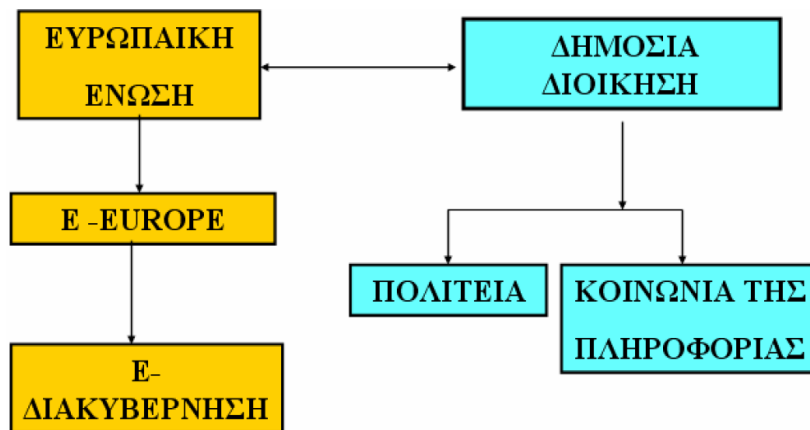 ΕΥΡΩΠΑΙΚΗ
ΕΝΩΣΗ
ΔΗΜΟΣΙΑ
ΔΙΟΙΚΗΣΗ
E -EUROPE
ΠΟΛΙΤΕΙΑ
ΚΟΙΝΩΝΙΑ ΤΗΣ
ΠΛΗΡΟΦΟΡΙΑΣ
Ε-
ΔΙΑΚΥΒΕΡΝΗΣΗ